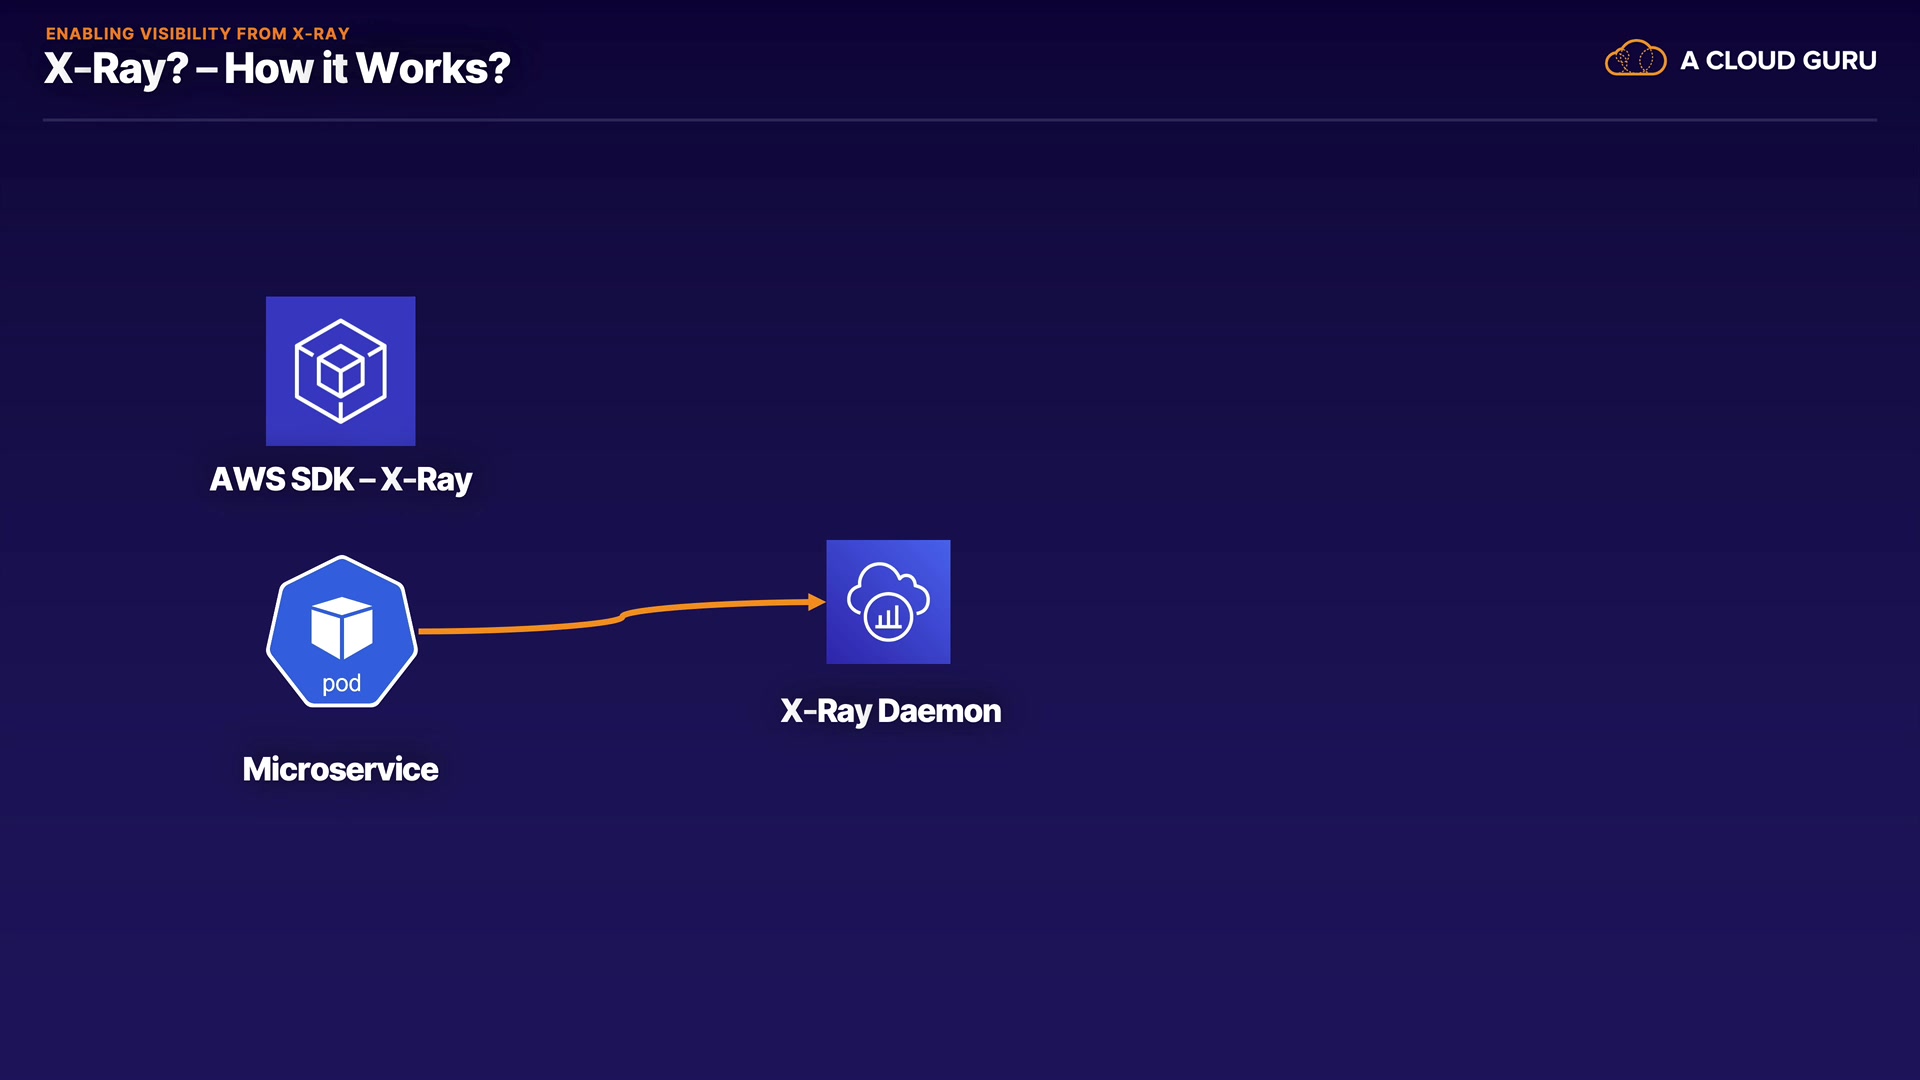 ENABLING VISIBILITY FROM X-RAY
X-Ray? – How it Works?
A CLOUD GURU
AWS SDK – X-Ray
pod
Microservice
X-Ray Daemon